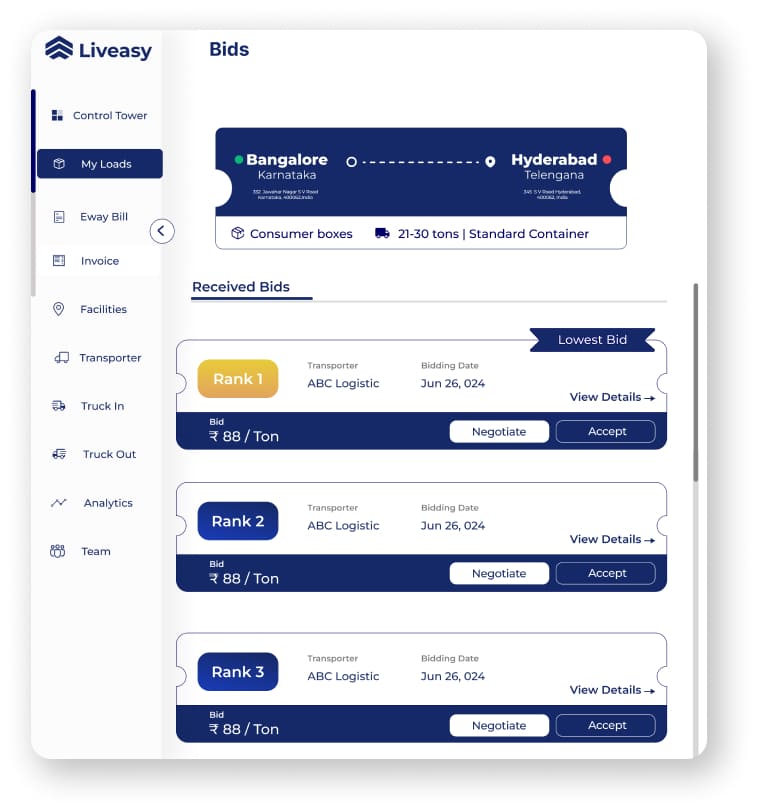 Liveasy
Bids
Control Tower
My Loads
Eway Bill
Invoice
Facilities
Transporter
Truck In
Truck Out
Analytics
Team
Bangalore
Karnataka
352 Jawahar Nagar S V Road
Karnataka, 400062,India
Hyderabad
Telengana
345 S V Road Hyderabad,
400062, India
Consumer boxes
21-30 tons | Standard Container
Received Bids
Lowest Bid
Rank 1
Transporter
ABC Logistic
Bidding Date
Jun 26, 024
View Details →
Bid
₹ 88 / Ton
Negotiate
Accept
Rank 2
Transporter
ABC Logistic
Bidding Date
Jun 26, 024
View Details →
Bid
₹ 88 / Ton
Negotiate
Accept
Rank 3
Transporter
ABC Logistic
Bidding Date
Jun 26, 024
View Details →
Bid
₹ 88 / Ton
Negotiate
Accept